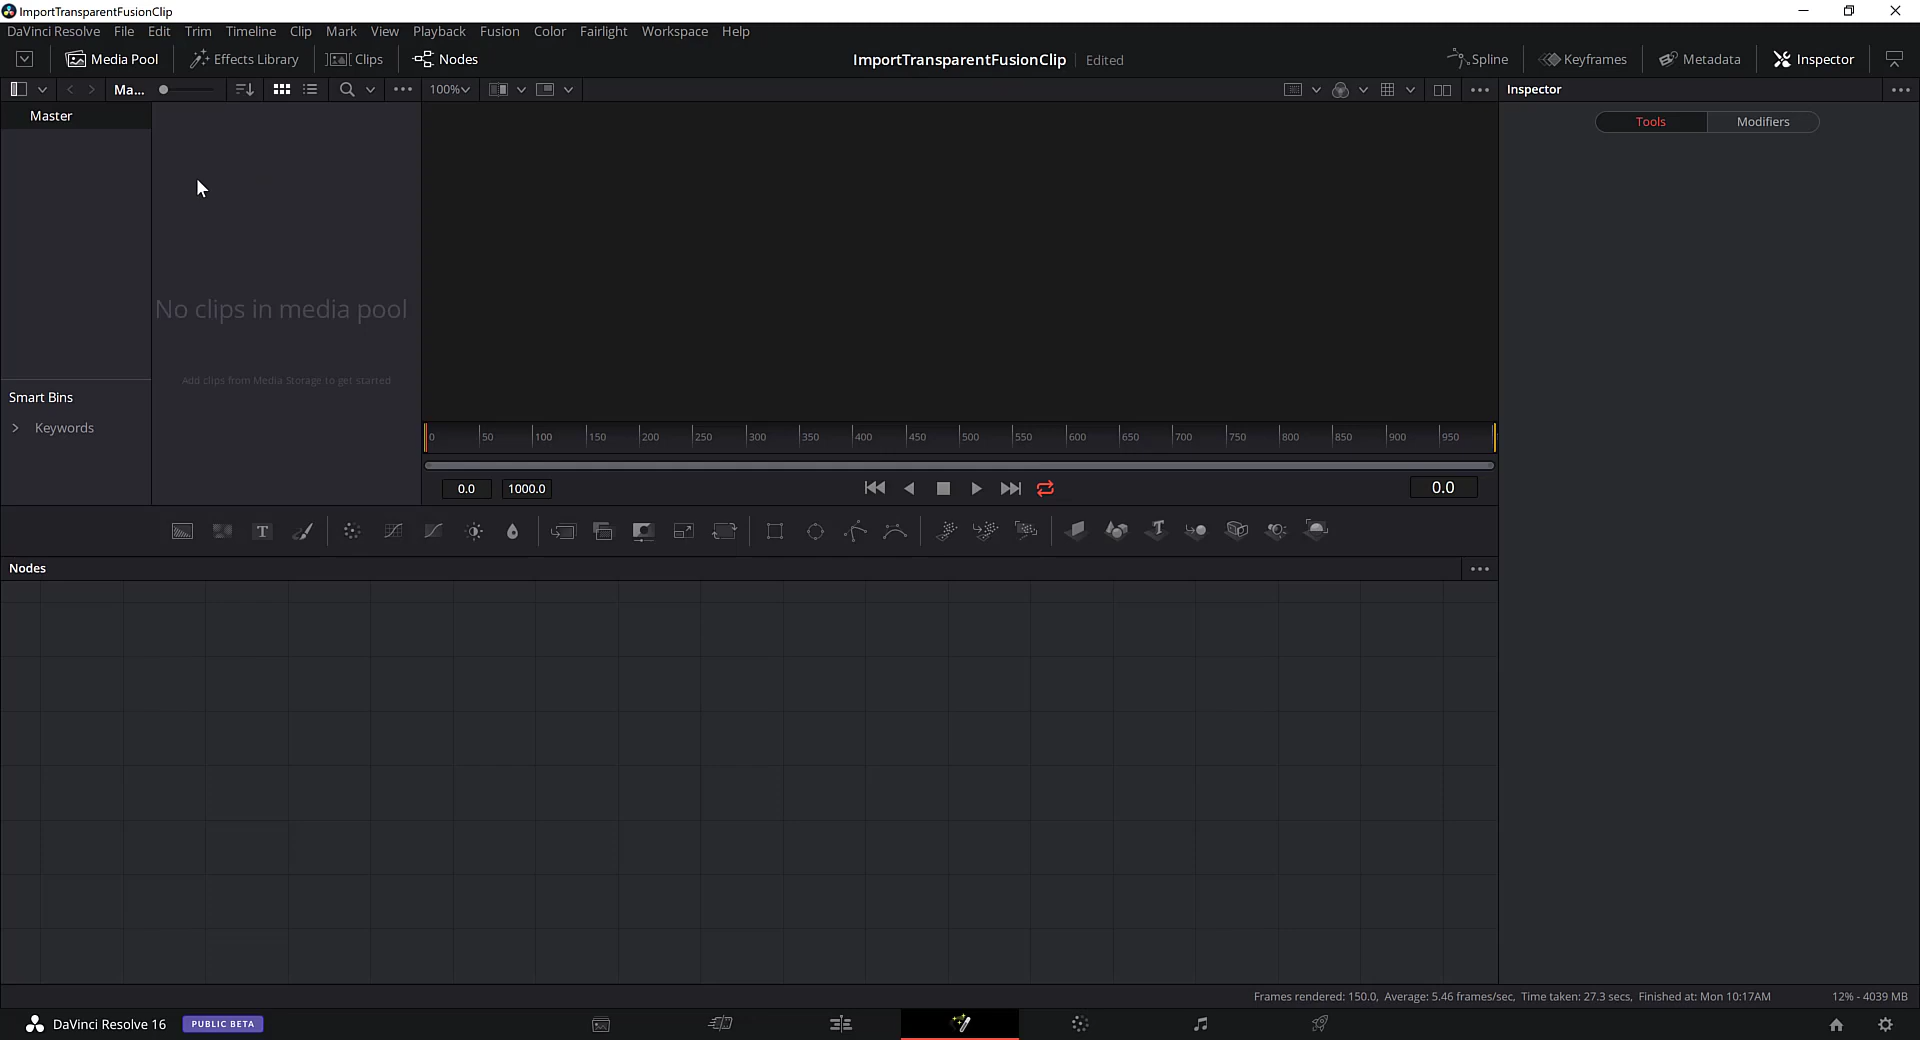 ImportTransparentFusionClip
DaVinci Resolve File Edit Trim Timeline Clip Mark View Playback Fusion Color Fairlight Workspace Help
Media Pool Effects Library Clips Nodes ImportTransparentFusionClip Edited Spline Keyframes Metadata Inspector
Ma... 100% Inspector
Master
Tools Modifiers
No clips in media pool
Add clips from Media Storage to get started
Smart Bins
Keywords
0 50 100 150 200 250 300 350 400 450 500 550 600 650 700 750 800 850 900 950
0.0 1000.0 0.0
Nodes
Frames rendered: 150.0, Average: 5.46 frames/sec, Time taken: 27.3 secs, Finished at: Mon 10:17AM 12% - 4039 MB
DaVinci Resolve 16 PUBLIC BETA